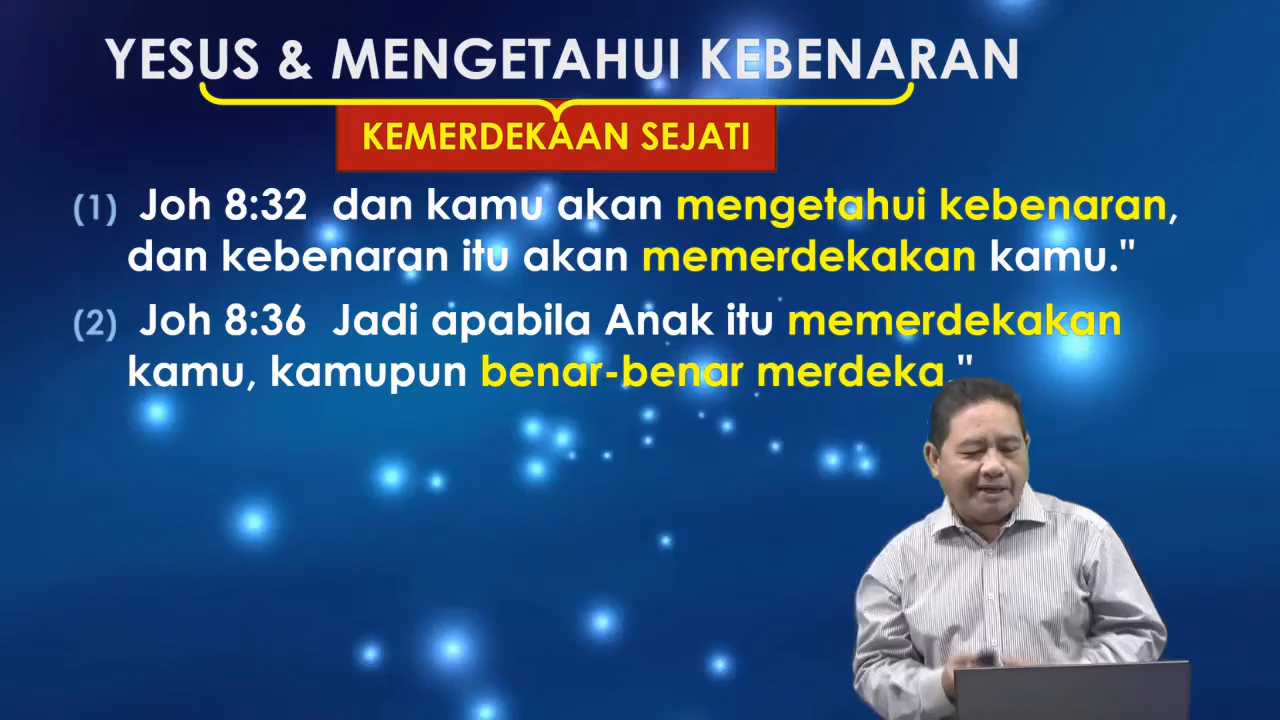 YESUS & MENGETAHUI KEBENARAN
KEMERDEKAAN SEJATI
(1) Joh 8:32 dan kamu akan mengetahui kebenaran,
dan kebenaran itu akan memerdekakan kamu."
(2) Joh 8:36 Jadi apabila Anak itu memerdekakan
kamu, kamupun benar-benar merdeka."